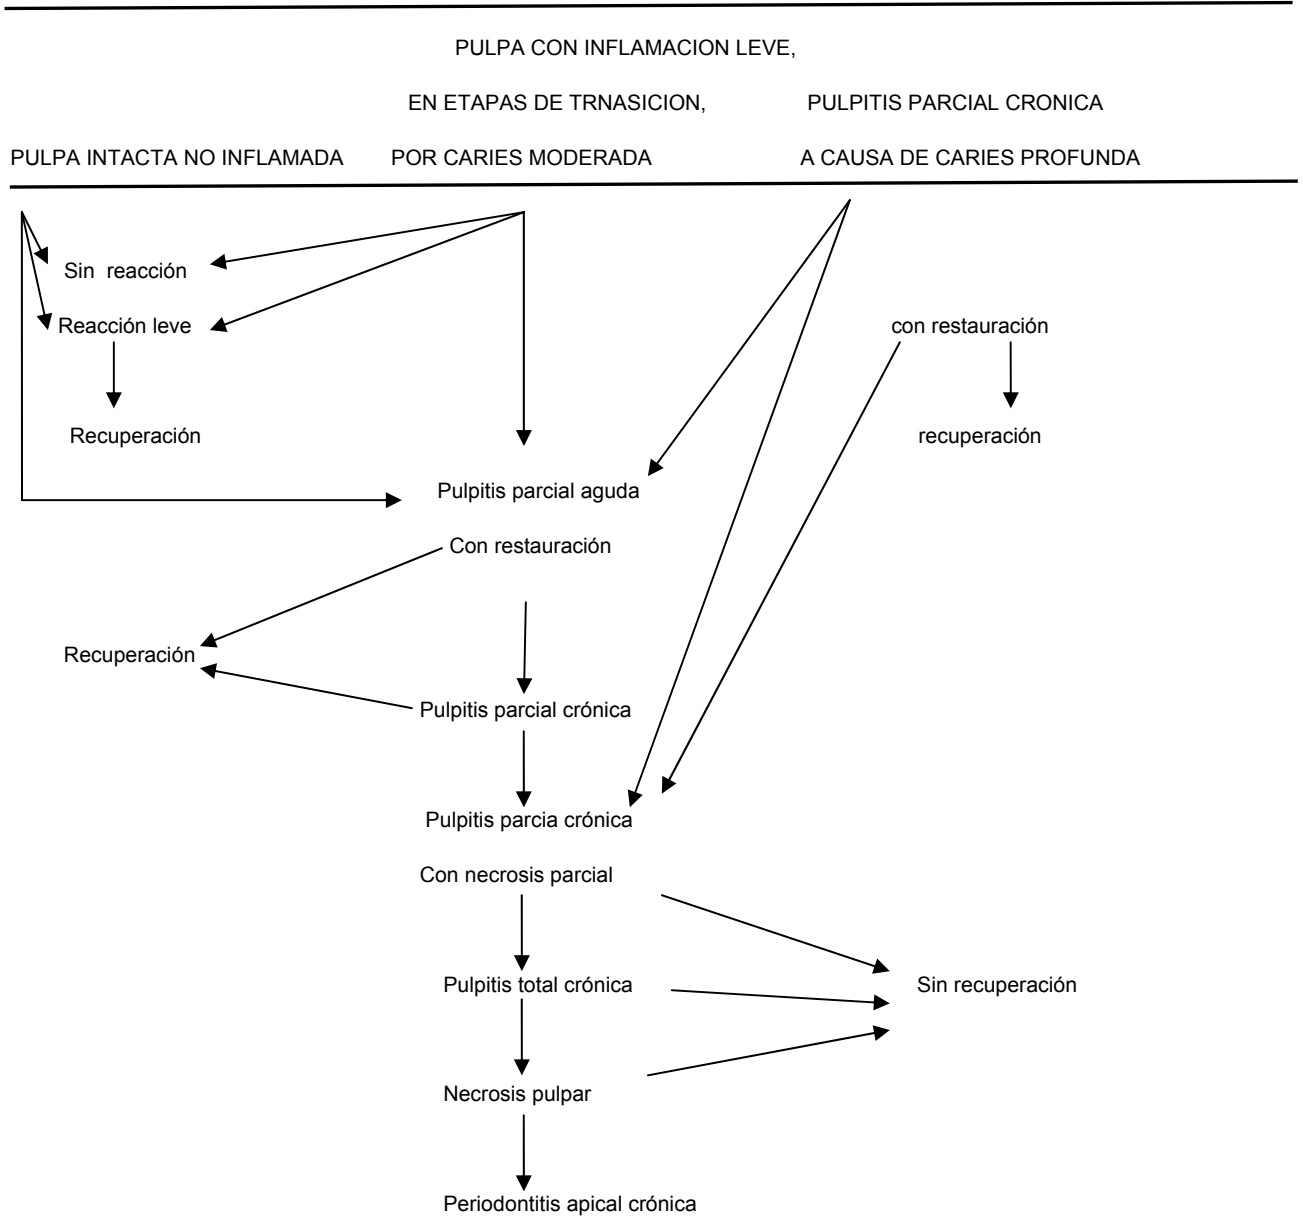 PULPA CON INFLAMACION LEVE,
EN ETAPAS DE TRNASICION,
PULPITIS PARCIAL CRONICA
PULPA INTACTA NO INFLAMADA
POR CARIES MODERADA
A CAUSA DE CARIES PROFUNDA
Sin reacción
Reacción leve
con restauración
Recuperación
recuperación
Pulpitis parcial aguda
Con restauración
Recuperación
Pulpitis parcial crónica
Pulpitis parcia crónica
Con necrosis parcial
Pulpitis total crónica
Sin recuperación
Necrosis pulpar
Periodontitis apical crónica